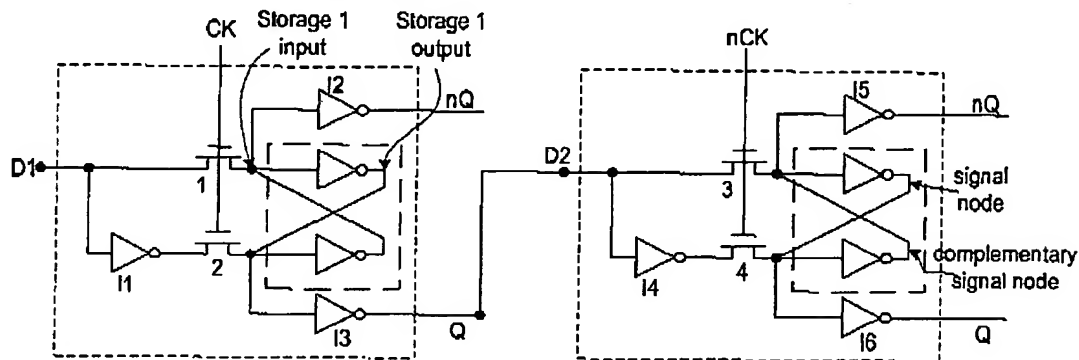 CK
Storage 1
input
Storage 1
output
I2
nQ
D1
1
2
I1
I3
Q
nCK
I5
nQ
D2
3
signal
node
4
I4
complementary
signal node
I6
Q